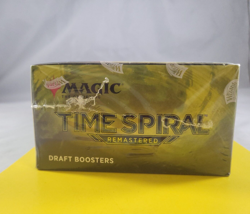 MAGIC
TIME SPIRAL
REMASTERED
DRAFT BOOSTERS